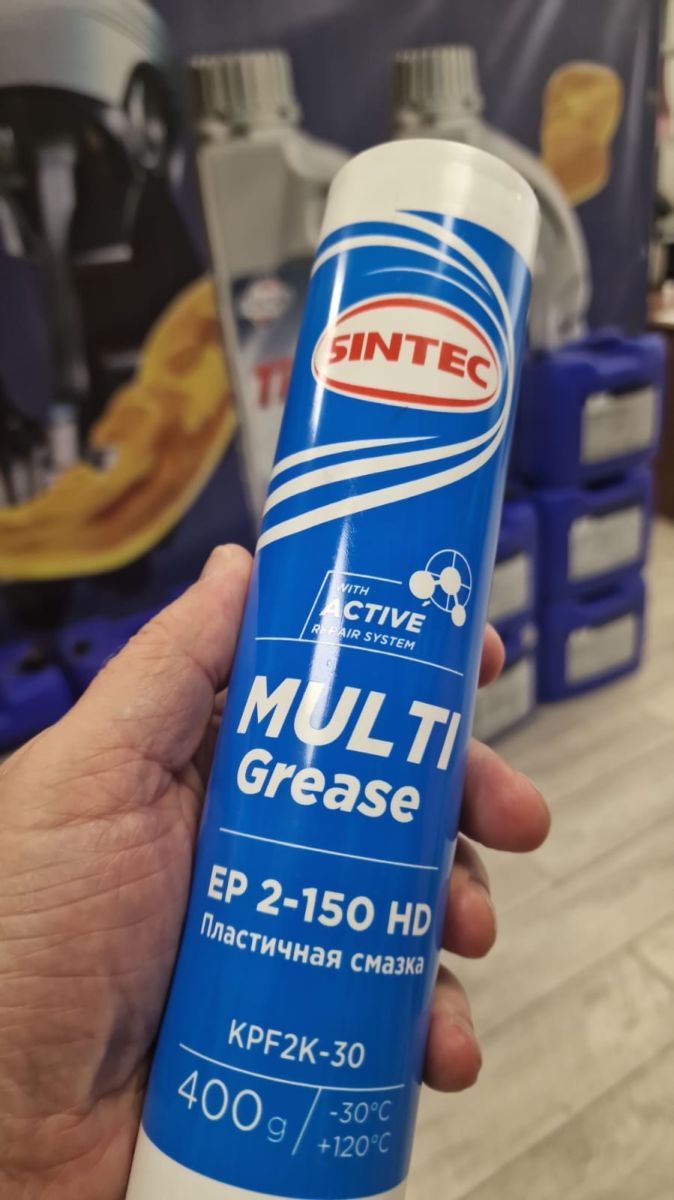 SINTEC
WITH
ACTIVE
REPAIR SYSTEM
MULTI
Grease
EP 2-150 HD
Пластичная смазка
KPF2K-30
400g
-30°C
+120°C